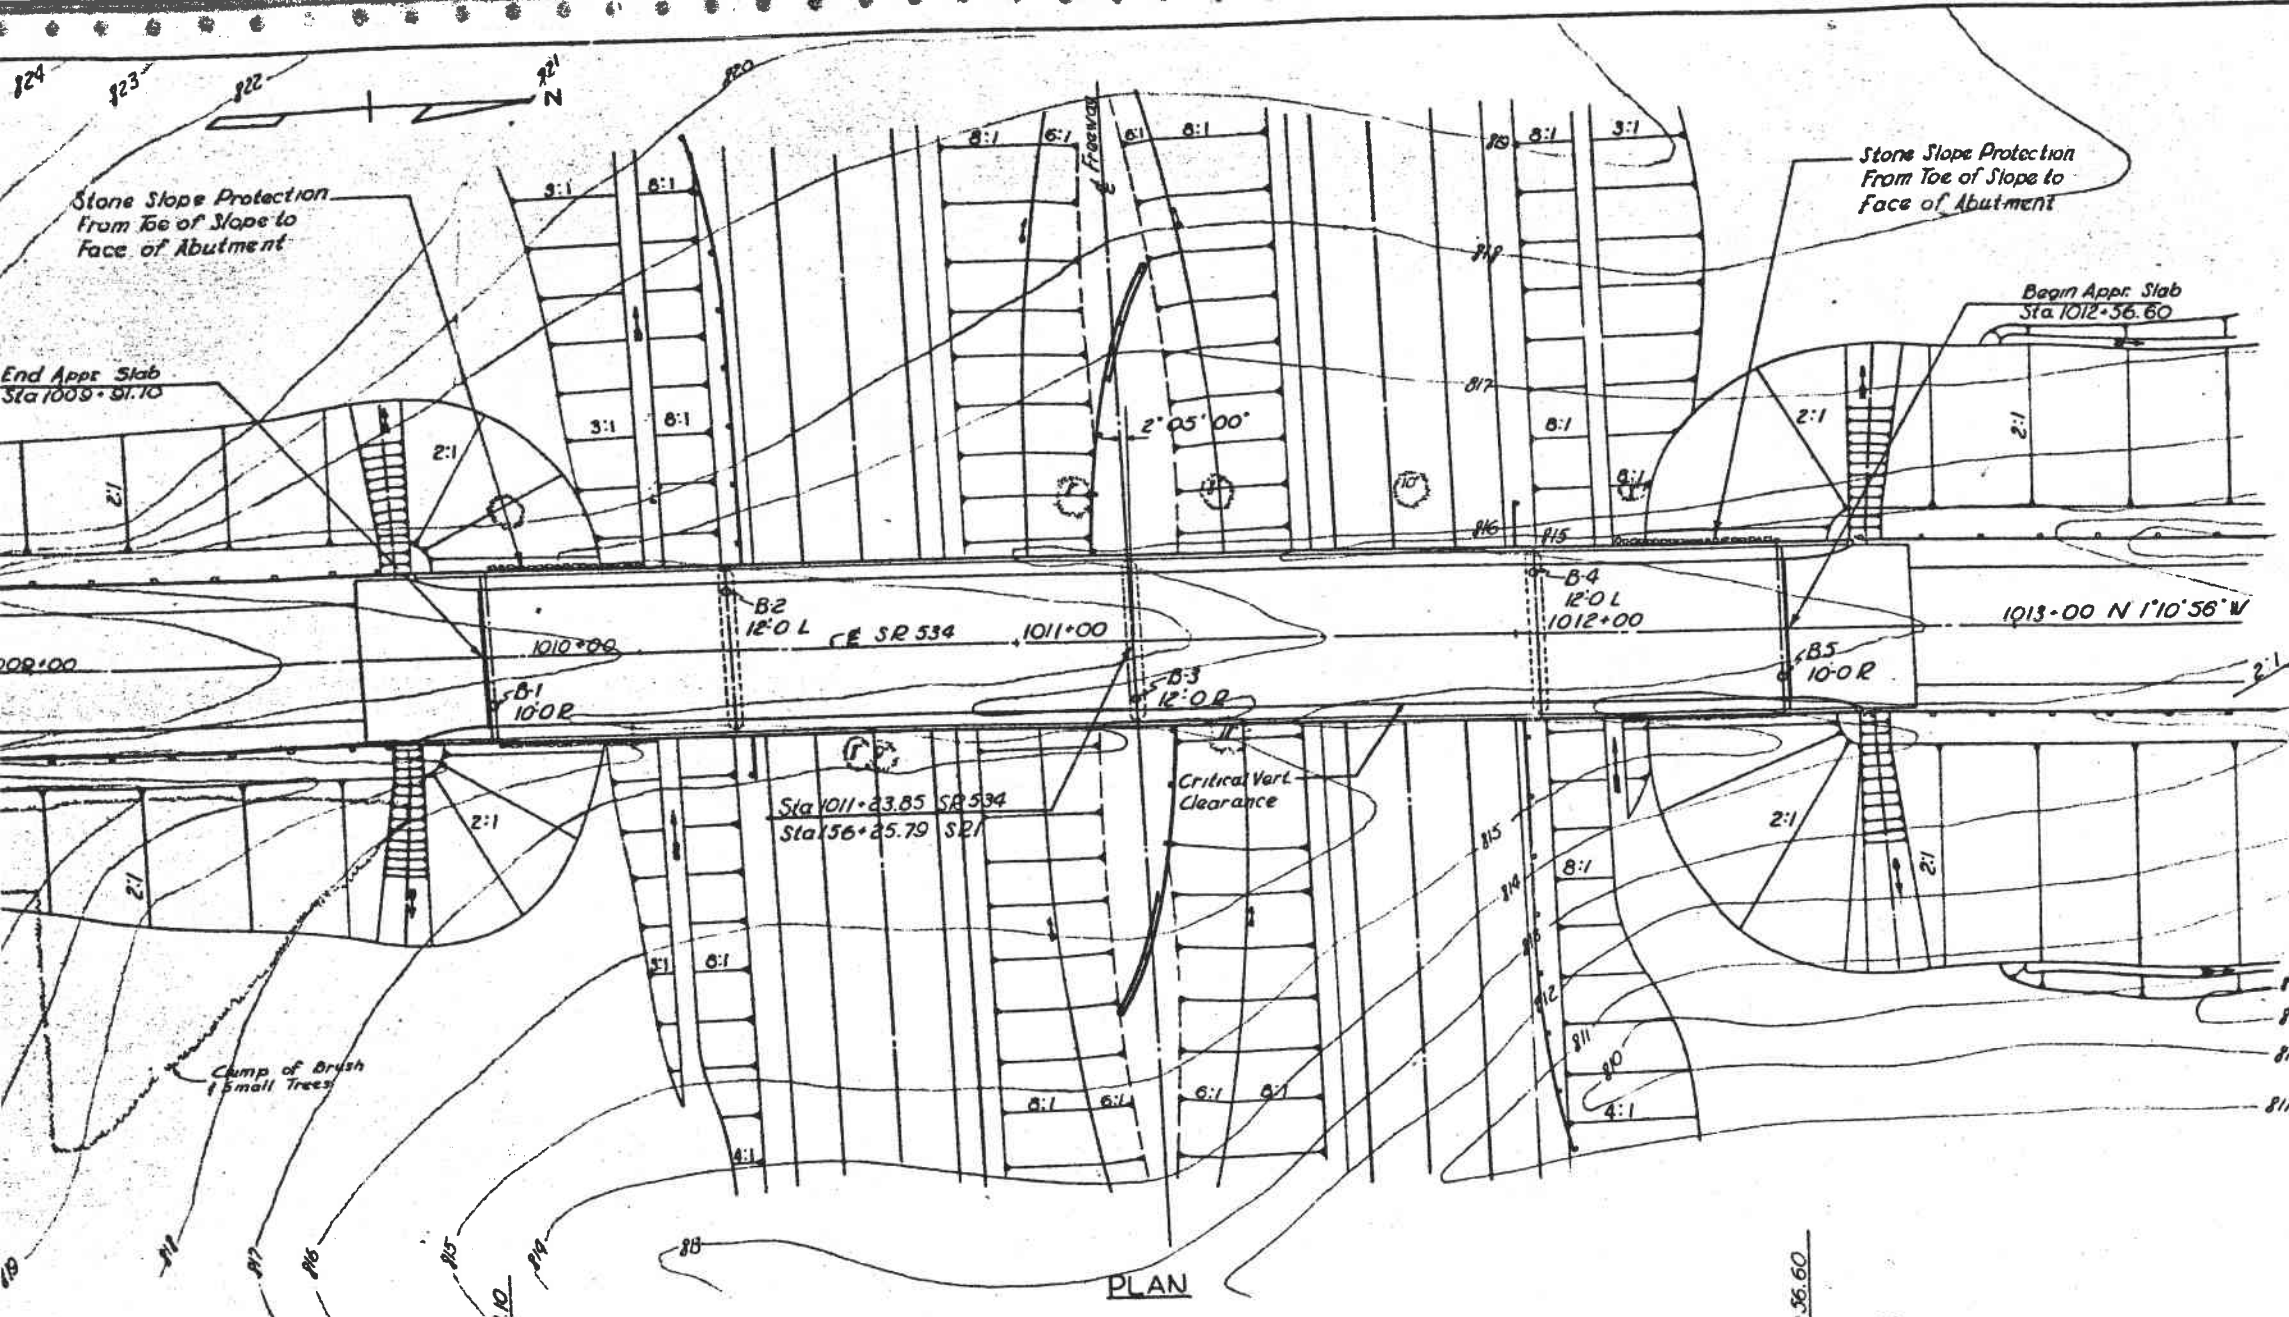 824
823
822
821
N
820
Stone Slope Protection
From Toe of Slope to
Face of Abutment
3:1
8:1
8:1
6:1
℄ Freeway
6:1
8:1
819
8:1
3:1
Stone Slope Protection
From Toe of Slope to
Face of Abutment
818
Begin Appr. Slab
Sta 1012+56.60
End Appr. Slab
Sta 1009+91.10
817
3:1
8:1
2°05'00"
8:1
2:1
2:1
2:1
2:1
10
816
815
B-2
12'0 L
B-4
12'0 L
1010+00
℄ SR 534
1011+00
1012+00
1013+00 N 1°10'56" W
B-1
10'0 R
B-3
12'0 R
B-5
10'0 R
2:1
Critical Vert.
Clearance
Sta 1011+23.85 SR 534
Sta 156+25.79 SR1
2:1
2:1
2:1
2:1
815
814
813
812
811
810
8:1
3:1
8:1
Clump of Brush
& Small Trees
8:1
6:1
6:1
8:1
4:1
4:1
811
819
818
817
816
815
814
813
PLAN
.10
56.60